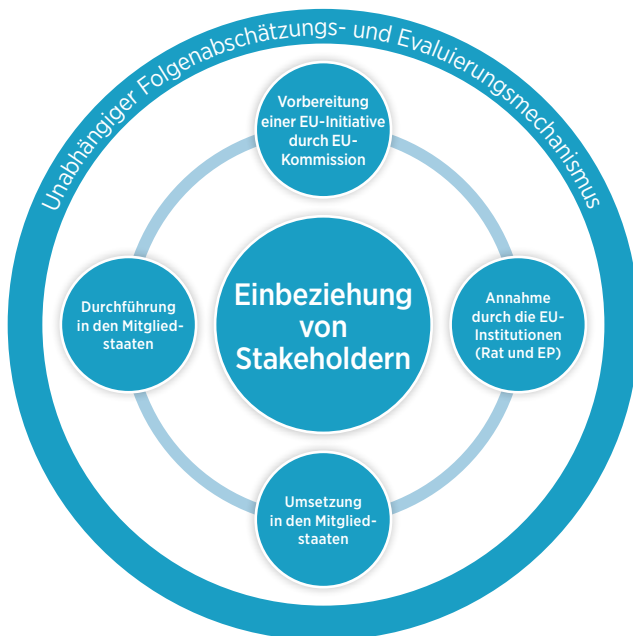 Unabhängiger Folgenabschätzungs- und Evaluierungsmechanismus
Vorbereitung
einer EU-Initiative
durch EU-
Kommission
Durchführung
in den Mitglied-
staaten
Einbeziehung
von
Stakeholdern
Annahme
durch die EU-
Institutionen
(Rat und EP)
Umsetzung
in den Mitglied-
staaten